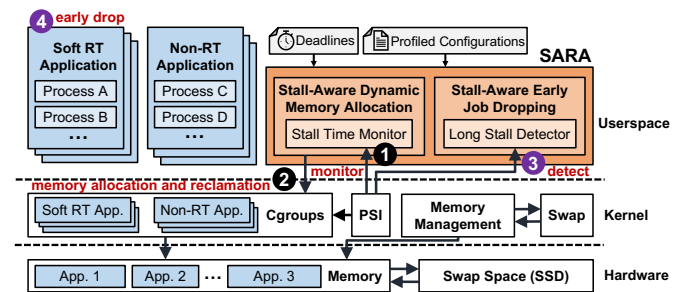 4 early drop
Soft RT
Application
Process A
Process B
...
Non-RT
Application
Process C
Process D
...
Deadlines
Profiled Configurations
SARA
Stall-Aware Dynamic
Memory Allocation
Stall Time Monitor
Stall-Aware Early
Job Dropping
Long Stall Detector
Userspace
1
monitor
3
detect
memory allocation and reclamation 2
Soft RT App.
Non-RT App.
Cgroups
PSI
Memory
Management
Swap
Kernel
App. 1
App. 2
...
App. 3
Memory
Swap Space (SSD)
Hardware